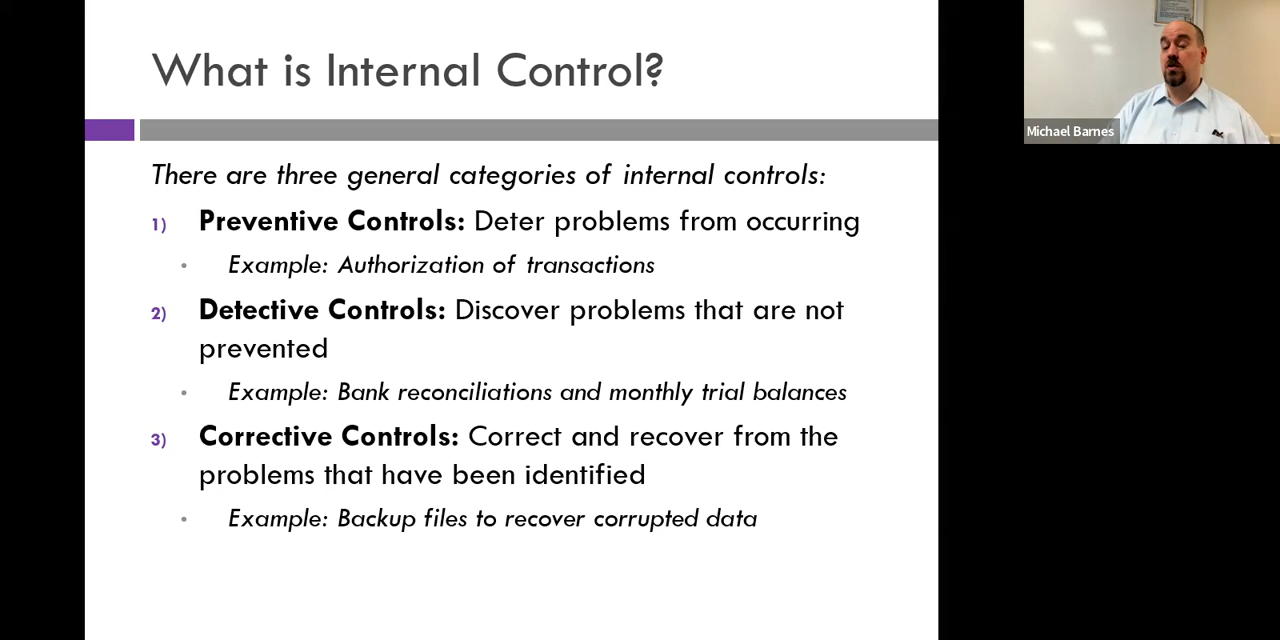 What is Internal Control?
Michael Barnes
There are three general categories of internal controls:
1) Preventive Controls: Deter problems from occurring
• Example: Authorization of transactions
2) Detective Controls: Discover problems that are not
prevented
• Example: Bank reconciliations and monthly trial balances
3) Corrective Controls: Correct and recover from the
problems that have been identified
• Example: Backup files to recover corrupted data